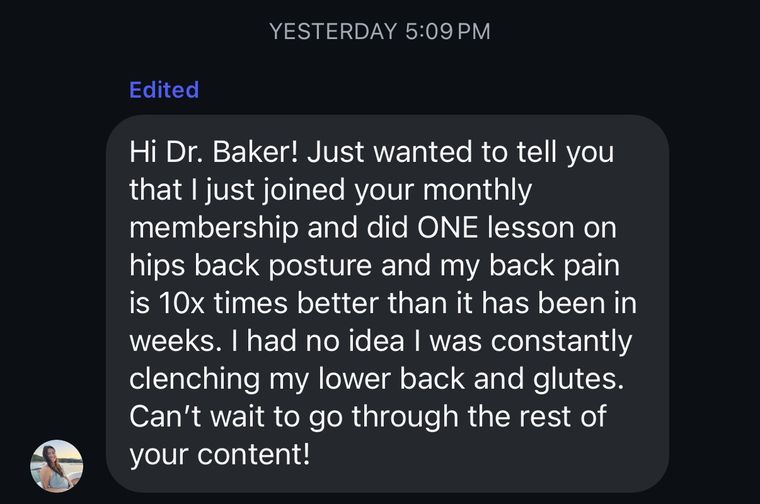 YESTERDAY 5:09 PM
Edited
Hi Dr. Baker! Just wanted to tell you
that I just joined your monthly
membership and did ONE lesson on
hips back posture and my back pain
is 10x times better than it has been in
weeks. I had no idea I was constantly
clenching my lower back and glutes.
Can’t wait to go through the rest of
your content!